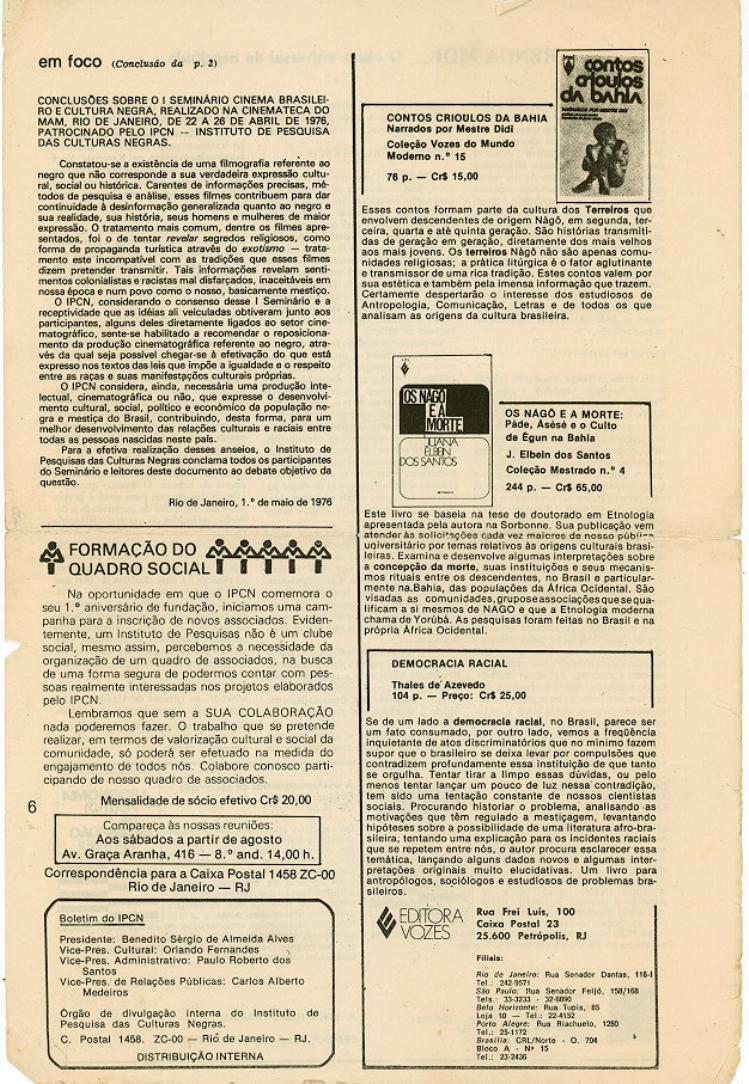 em foco (Conclusão da p. 2)
CONCLUSÕES SOBRE O I SEMINÁRIO CINEMA BRASILEI-
RO E CULTURA NEGRA, REALIZADO NA CINEMATECA DO
MAM, RIO DE JANEIRO, DE 22 A 26 DE ABRIL DE 1976,
PATROCINADO PELO IPCN — INSTITUTO DE PESQUISA
DAS CULTURAS NEGRAS.
Constatou-se a existência de uma filmografia referente ao
negro que não corresponde a sua verdadeira expressão cultu-
ral, social ou histórica. Carentes de informações precisas, mé-
todos de pesquisa e análise, esses filmes contribuem para dar
continuidade à desinformação generalizada quanto ao negro e
sua realidade, sua história, seus homens e mulheres de maior
expressão. O tratamento mais comum, dentre os filmes apre-
sentados, foi o de tentar revelar segredos religiosos, como
forma de propaganda turística através do exotismo — trata-
mento este incompatível com as tradições que esses filmes
dizem pretender transmitir. Tais informações revelam senti-
mentos colonialistas e racistas mal disfarçados, inaceitáveis em
nossa época e num povo como o nosso, basicamente mestiço.
O IPCN, considerando o consenso desse I Seminário e a
receptividade que as idéias ali veiculadas obtiveram junto aos
participantes, alguns deles diretamente ligados ao setor cine-
matográfico, sente-se habilitado a recomendar o reposiciona-
mento da produção cinematográfica referente ao negro, atra-
vés da qual seja possível chegar-se à efetivação do que está
expresso nos textos das leis que impõe a igualdade e o respeito
entre as raças e suas manifestações culturais próprias.
O IPCN considera, ainda, necessária uma produção inte-
lectual, cinematográfica ou não, que expresse o desenvolvi-
mento cultural, social, político e econômico da população ne-
gra e mestiça do Brasil, contribuindo, desta forma, para um
melhor desenvolvimento das relações culturais e raciais entre
todas as pessoas nascidas neste país.
Para a efetiva realização desses anseios, o Instituto de
Pesquisas das Culturas Negras conclama todos os participantes
do Seminário e leitores deste documento ao debate objetivo da
questão.
Rio de Janeiro, 1.º de maio de 1976
FORMAÇÃO DO
QUADRO SOCIAL
Na oportunidade em que o IPCN comemora o
seu 1.º aniversário de fundação, iniciamos uma cam-
panha para a inscrição de novos associados. Eviden-
temente, um Instituto de Pesquisas não é um clube
social, mesmo assim, percebemos a necessidade da
organização de um quadro de associados, na busca
de uma forma segura de podermos contar com pes-
soas realmente interessadas nos projetos elaborados
pelo IPCN.
Lembramos que sem a SUA COLABORAÇÃO
nada poderemos fazer. O trabalho que se pretende
realizar, em termos de valorização cultural e social da
comunidade, só poderá ser efetuado na medida do
engajamento de todos nós. Colabore conosco parti-
cipando de nosso quadro de associados.
Mensalidade de sócio efetivo Cr$ 20,00
6
Compareça às nossas reuniões:
Aos sábados a partir de agosto
Av. Graça Aranha, 416 — 8.º and. 14,00 h.
Correspondência para a Caixa Postal 1458 ZC-00
Rio de Janeiro — RJ
Boletim do IPCN
Presidente: Benedito Sérgio de Almeida Alves
Vice-Pres. Cultural: Orlando Fernandes
Vice-Pres. Administrativo: Paulo Roberto dos
Santos
Vice-Pres. de Relações Públicas: Carlos Alberto
Medeiros
Órgão de divulgação interna do Instituto de
Pesquisa das Culturas Negras.
C. Postal 1458. ZC-00 — Rio de Janeiro — RJ.
DISTRIBUIÇÃO INTERNA
contos
crioulos
da bahia
NARRADOS POR MESTRE DIDI
CONTOS CRIOULOS DA BAHIA
Narrados por Mestre Didi
Coleção Vozes do Mundo
Moderno n.º 15
76 p. — Cr$ 15,00
Esses contos formam parte da cultura dos Terreiros que
envolvem descendentes de origem Nàgô, em segunda, ter-
ceira, quarta e até quinta geração. São histórias transmiti-
das de geração em geração, diretamente dos mais velhos
aos mais jovens. Os terreiros Nàgô não são apenas comu-
nidades religiosas; a prática litúrgica é o fator aglutinante
e transmissor de uma rica tradição. Estes contos valem por
sua estética e também pela imensa informação que trazem.
Certamente despertarão o interesse dos estudiosos de
Antropologia, Comunicação, Letras e de todos os que
analisam as origens da cultura brasileira.
OS NÀGÔ
E A
MORTE
JUANA
ELBEIN
DOS SANTOS
OS NÀGÔ E A MORTE:
Pàde, Àsèsè e o Culto
de Ègun na Bahia
J. Elbein dos Santos
Coleção Mestrado n.º 4
244 p. — Cr$ 65,00
Este livro se baseia na tese de doutorado em Etnologia
apresentada pela autora na Sorbonne. Sua publicação vem
atender às solicitações cada vez maiores de nosso público
universitário por temas relativos às origens culturais brasi-
leiras. Examina e desenvolve algumas interpretações sobre
a concepção da morte, suas instituições e seus mecanis-
mos rituais entre os descendentes, no Brasil e particular-
mente na Bahia, das populações da África Ocidental. São
visadas as comunidades, grupos e associações que se qua-
lificam a si mesmos de NAGO e que a Etnologia moderna
chama de Yorùbá. As pesquisas foram feitas no Brasil e na
própria África Ocidental.
DEMOCRACIA RACIAL
Thales de Azevedo
104 p. — Preço: Cr$ 25,00
Se de um lado a democracia racial, no Brasil, parece ser
um fato consumado, por outro lado, vemos a freqüência
inquietante de atos discriminatórios que no mínimo fazem
supor que o brasileiro se deixa levar por compulsões que
contradizem profundamente essa instituição de que tanto
se orgulha. Tentar tirar a limpo essas dúvidas, ou pelo
menos tentar lançar um pouco de luz nessa contradição,
tem sido uma tentação constante de nossos cientistas
sociais. Procurando historiar o problema, analisando as
motivações que têm regulado a mestiçagem, levantando
hipóteses sobre a possibilidade de uma literatura afro-bra-
sileira; tentando uma explicação para os incidentes raciais
que se repetem entre nós, o autor procura esclarecer essa
temática, lançando alguns dados novos e algumas inter-
pretações originais muito elucidativas. Um livro para
antropólogos, sociólogos e estudiosos de problemas bra-
sileiros.
EDITORA
VOZES
Rua Frei Luís, 100
Caixa Postal 23
25.600 Petrópolis, RJ
Filiais:
Rio de Janeiro: Rua Senador Dantas, 118-I
Tel.: 242-9571
São Paulo: Rua Senador Feijó, 158/168
Tels.: 33-3233 - 32-6890
Belo Horizonte: Rua Tupis, 85
Loja 10 — Tel.: 22-4152
Porto Alegre: Rua Riachuelo, 1280
Tel.: 25-1172
Brasília: CRL/Norte - Q. 704
Bloco A - Nº 15
Tel.: 23-2436